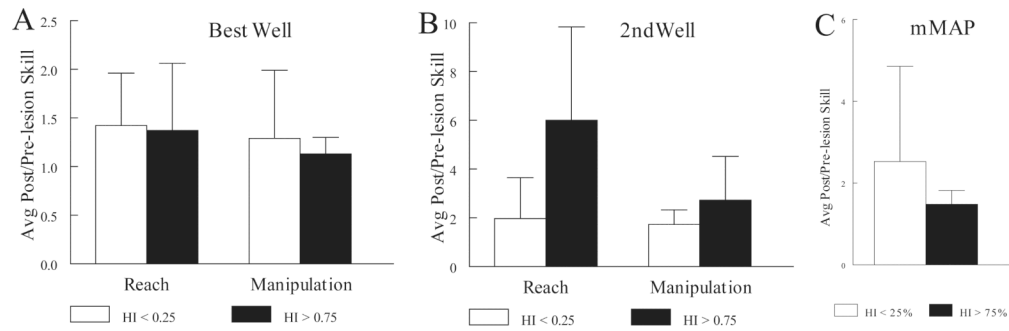 A
Best Well
Avg Post/Pre-lesion Skill
2.5
2.0
1.5
1.0
0.5
0.0
Reach Manipulation
HI < 0.25 HI > 0.75
B
2ndWell
Avg Post/Pre-lesion Skill
10
8
6
4
2
0
Reach Manipulation
HI < 0.25 HI > 0.75
C
mMAP
Avg Post/Pre-lesion Skill
6
4
2
0
HI < 25% HI > 75%